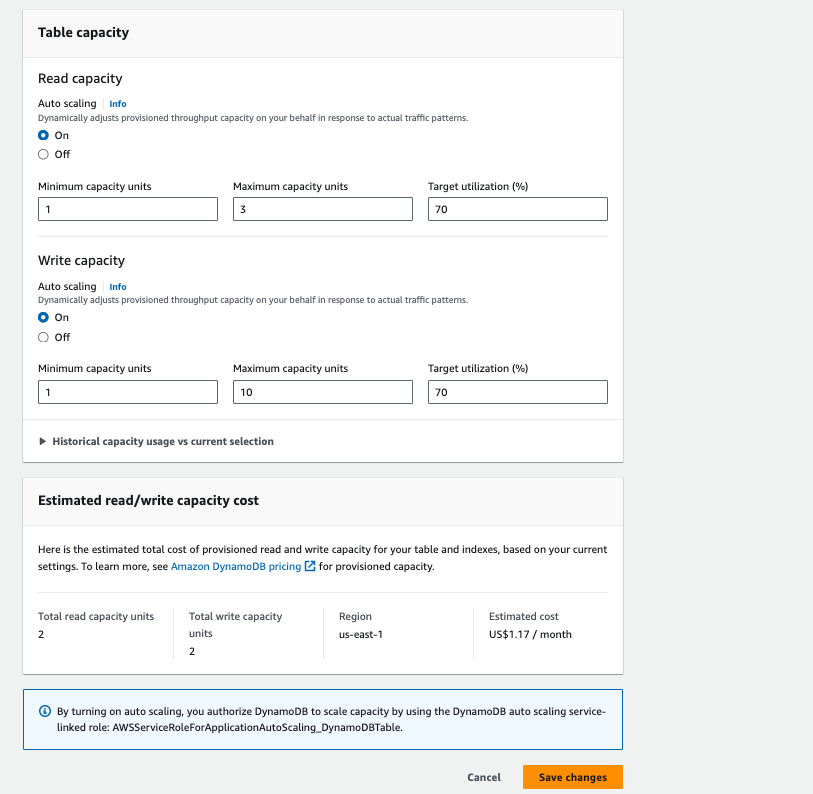 Table capacity
Read capacity
Auto scaling Info
Dynamically adjusts provisioned throughput capacity on your behalf in response to actual traffic patterns.
On
Off
Minimum capacity units Maximum capacity units Target utilization (%)
1 3 70
Write capacity
Auto scaling Info
Dynamically adjusts provisioned throughput capacity on your behalf in response to actual traffic patterns.
On
Off
Minimum capacity units Maximum capacity units Target utilization (%)
1 10 70
Historical capacity usage vs current selection
Estimated read/write capacity cost
Here is the estimated total cost of provisioned read and write capacity for your table and indexes, based on your current
settings. To learn more, see Amazon DynamoDB pricing for provisioned capacity.
Total read capacity units
2
Total write capacity
units
2
Region
us-east-1
Estimated cost
US$1.17 / month
By turning on auto scaling, you authorize DynamoDB to scale capacity by using the DynamoDB auto scaling service-
linked role: AWSServiceRoleForApplicationAutoScaling_DynamoDBTable.
Cancel Save changes